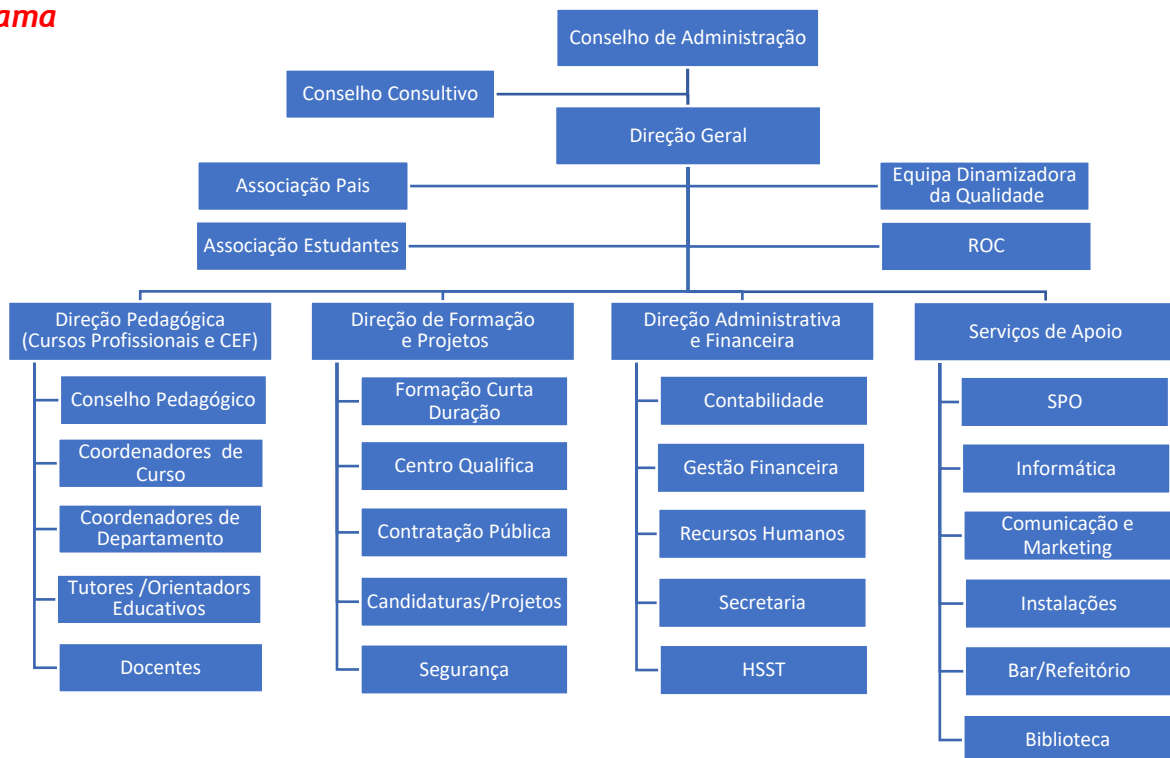 ama
Conselho de Administração
Conselho Consultivo
Direção Geral
Associação Pais
Equipa Dinamizadora
da Qualidade
Associação Estudantes
ROC
Direção Pedagógica
(Cursos Profissionais e CEF)
Conselho Pedagógico
Coordenadores de
Curso
Coordenadores de
Departamento
Tutores /Orientadors
Educativos
Docentes
Direção de Formação
e Projetos
Formação Curta
Duração
Centro Qualifica
Contratação Pública
Candidaturas/Projetos
Segurança
Direção Administrativa
e Financeira
Contabilidade
Gestão Financeira
Recursos Humanos
Secretaria
HSST
Serviços de Apoio
SPO
Informática
Comunicação e
Marketing
Instalações
Bar/Refeitório
Biblioteca